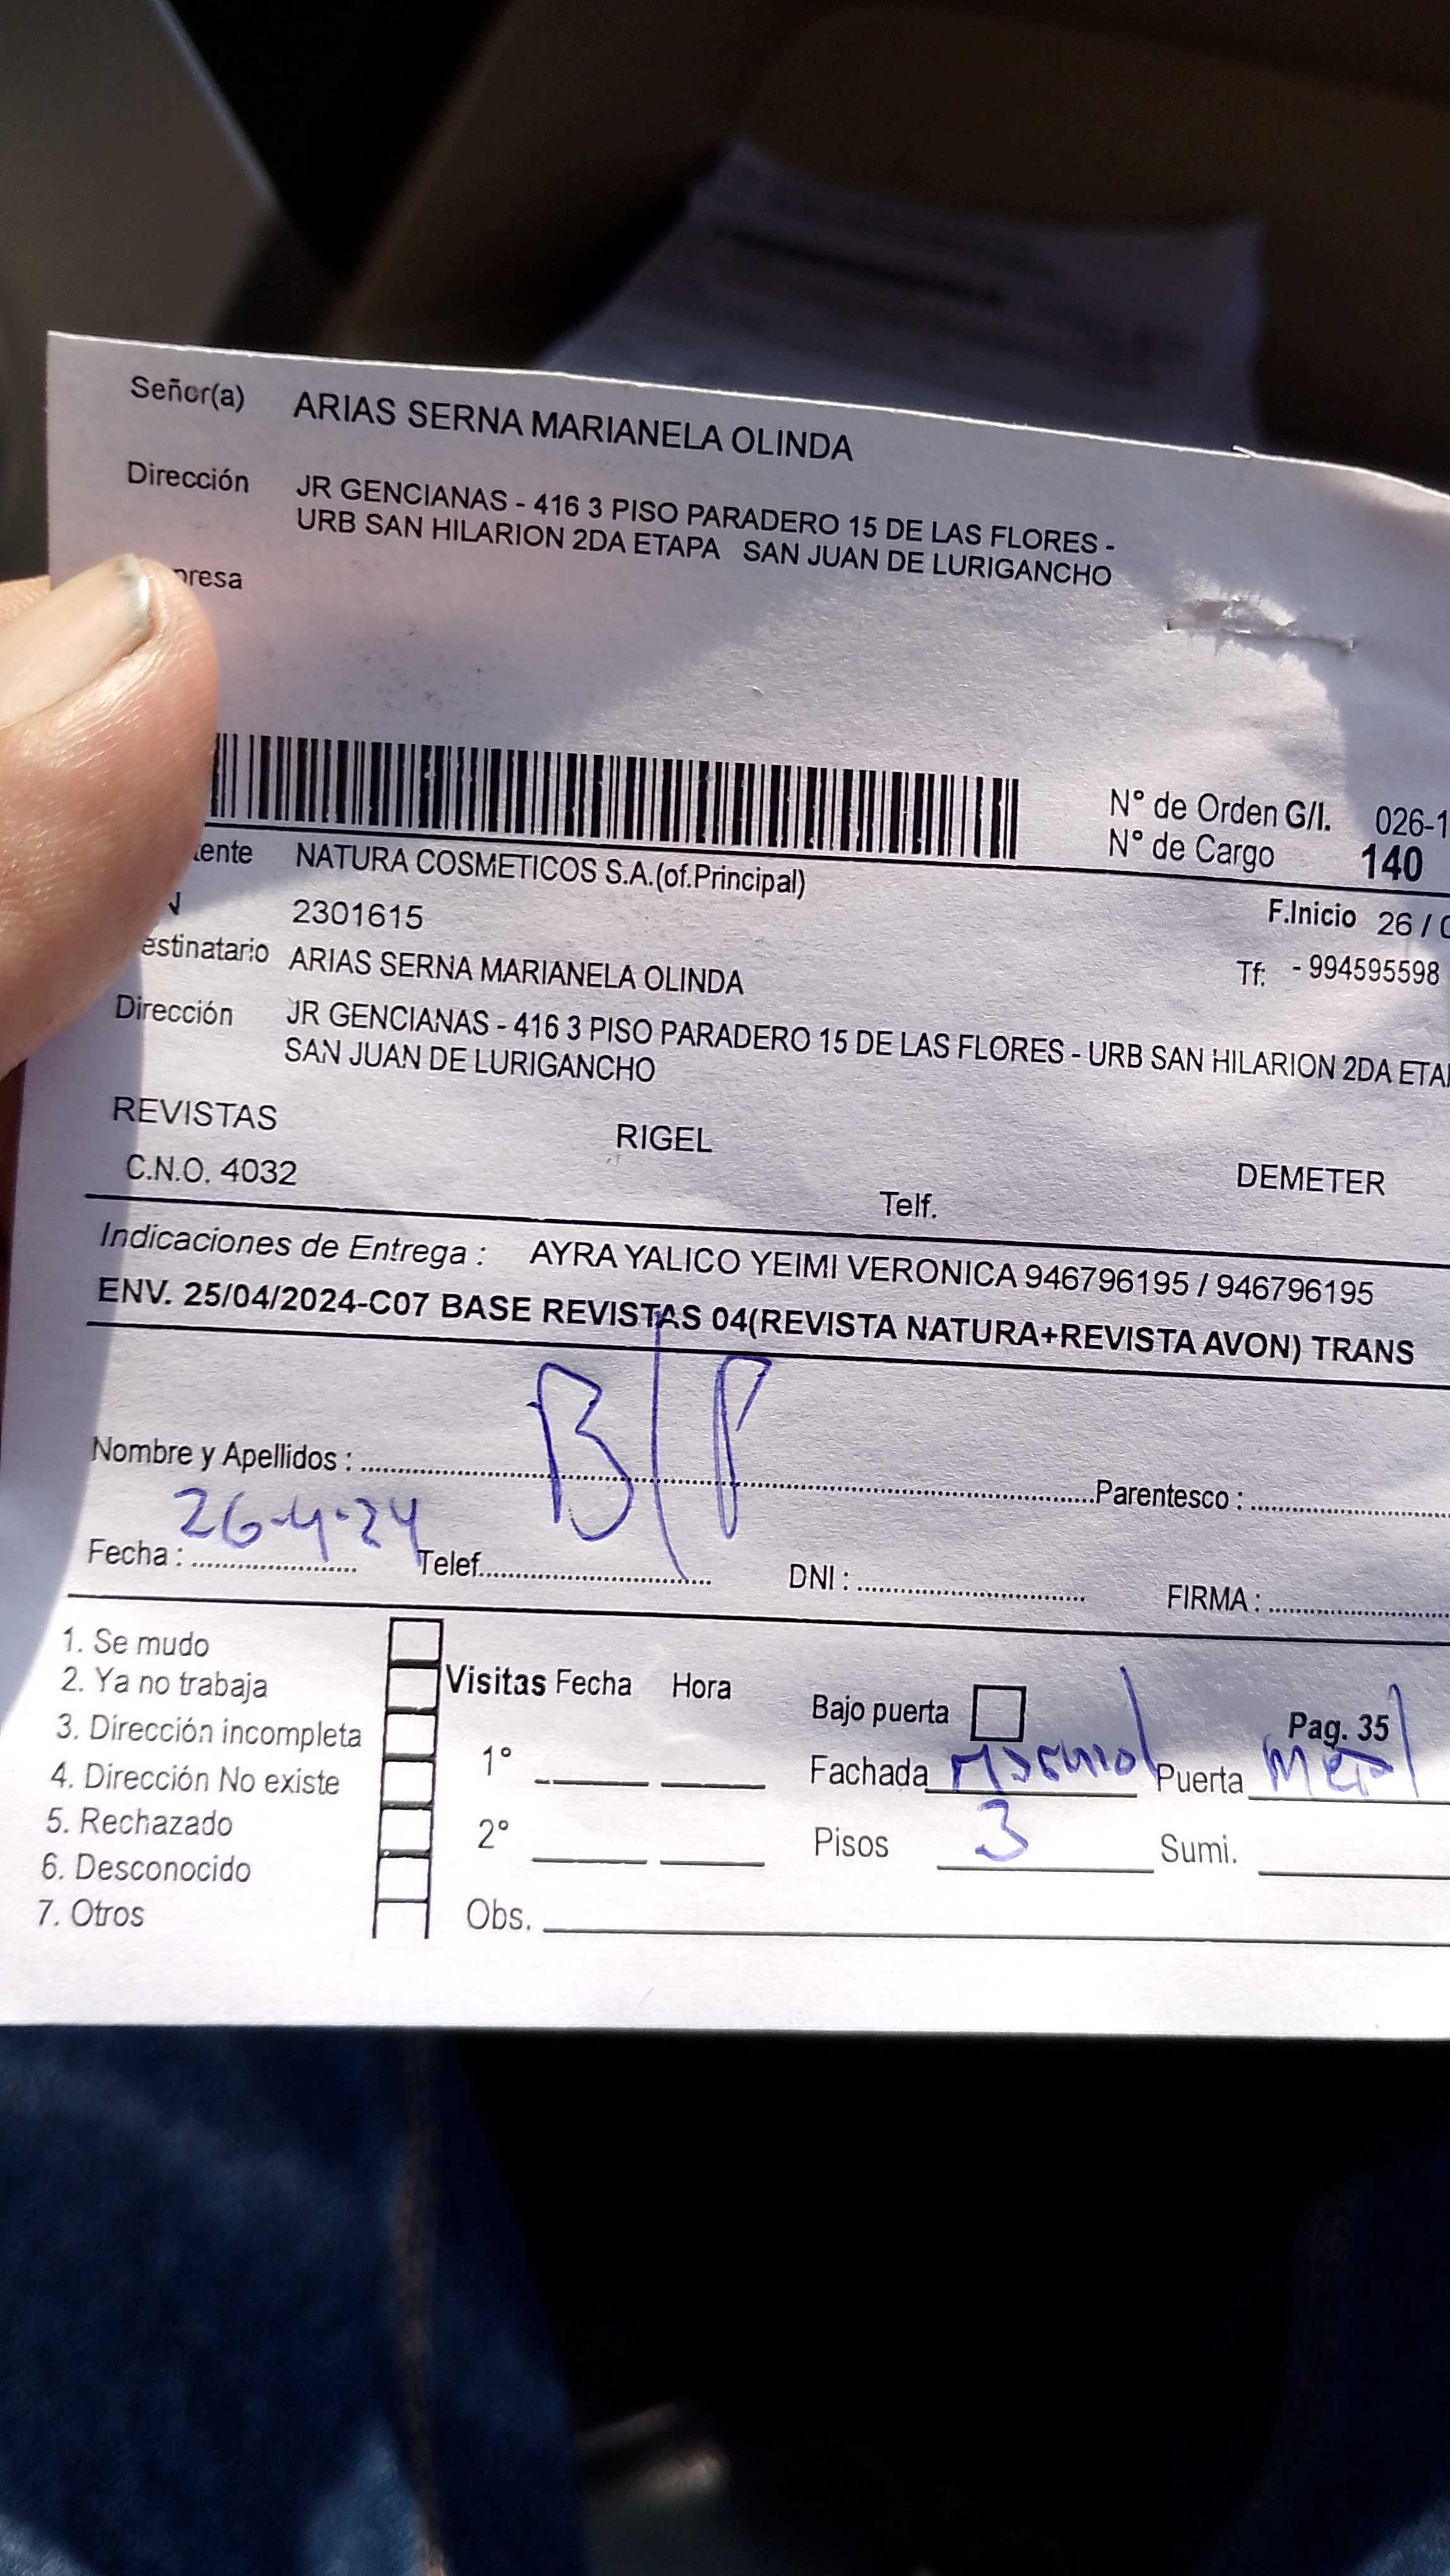 Señor(a) ARIAS SERNA MARIANELA OLINDA
Dirección JR GENCIANAS - 416 3 PISO PARADERO 15 DE LAS FLORES -
URB SAN HILARION 2DA ETAPA SAN JUAN DE LURIGANCHO
presa
N° de Orden G/I. 026-1
N° de Cargo 140
ente NATURA COSMETICOS S.A.(of.Principal)
2301615 F.Inicio 26 /
estinatario ARIAS SERNA MARIANELA OLINDA Tf: - 994595598
Dirección JR GENCIANAS - 416 3 PISO PARADERO 15 DE LAS FLORES - URB SAN HILARION 2DA ETA
SAN JUAN DE LURIGANCHO
REVISTAS RIGEL DEMETER
C.N.O. 4032 Telf.
Indicaciones de Entrega : AYRA YALICO YEIMI VERONICA 946796195 / 946796195
ENV. 25/04/2024-C07 BASE REVISTAS 04(REVISTA NATURA+REVISTA AVON) TRANS
B/P
Nombre y Apellidos : Parentesco :
26-4-24
Fecha : Telef. DNI : FIRMA :
1. Se mudo
2. Ya no trabaja Visitas Fecha Hora Bajo puerta Pag. 35
3. Dirección incompleta 1° Fachada Puerta Metal
4. Dirección No existe
5. Rechazado 2° Pisos 3 Sumi.
6. Desconocido
7. Otros Obs.